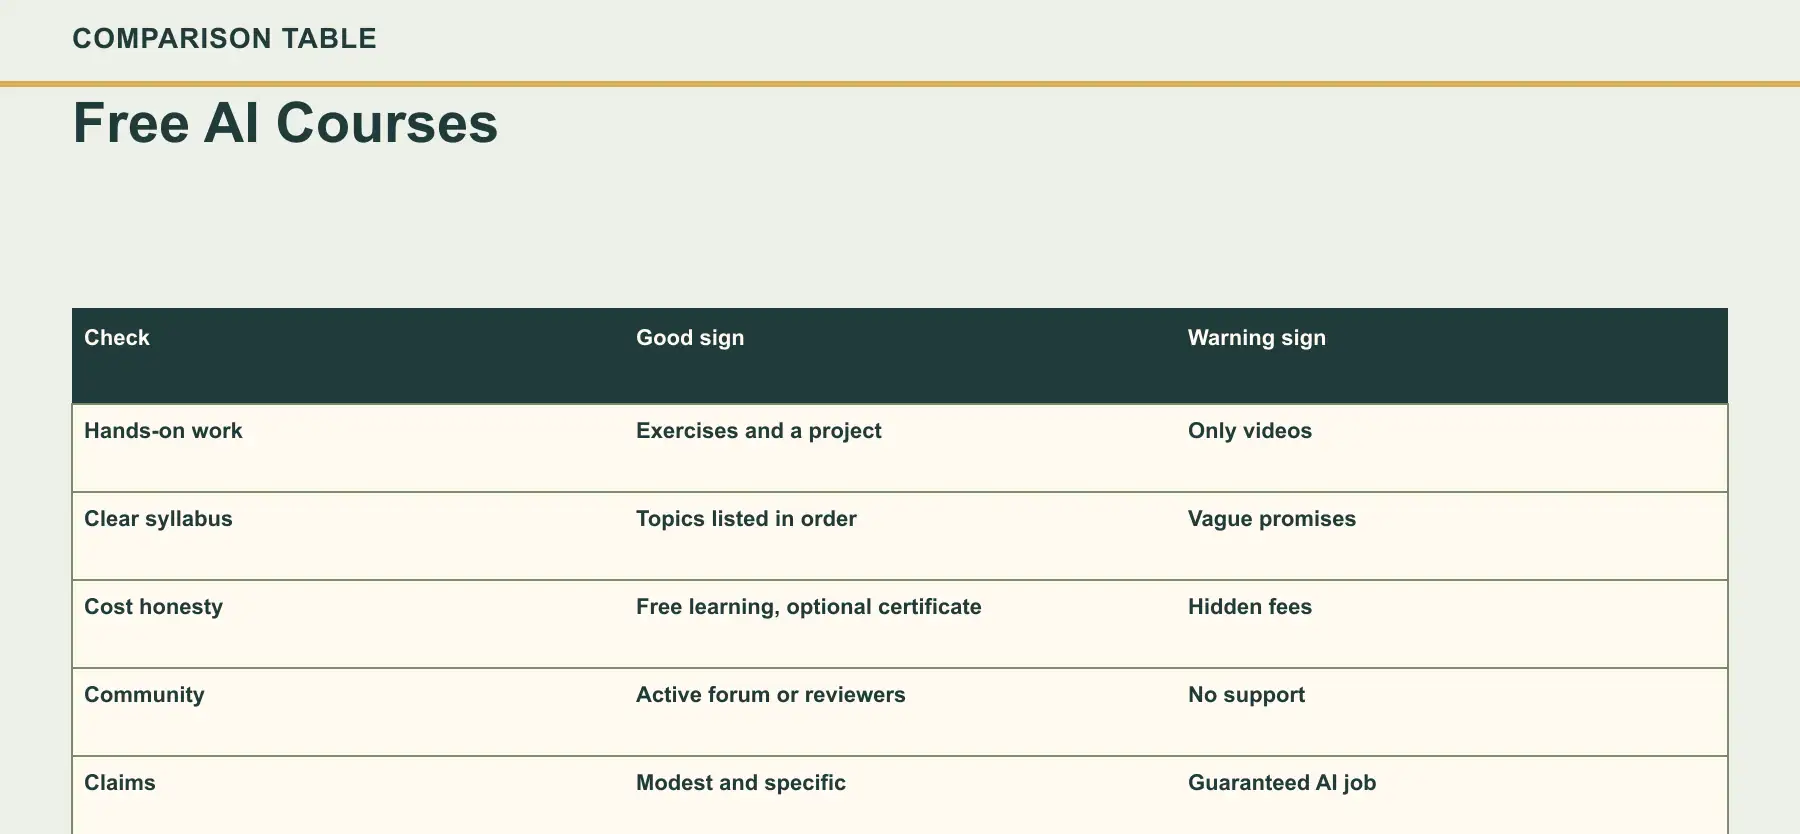 COMPARISON TABLE
Free AI Courses
Check Good sign Warning sign
Hands-on work Exercises and a project Only videos
Clear syllabus Topics listed in order Vague promises
Cost honesty Free learning, optional certificate Hidden fees
Community Active forum or reviewers No support
Claims Modest and specific Guaranteed AI job